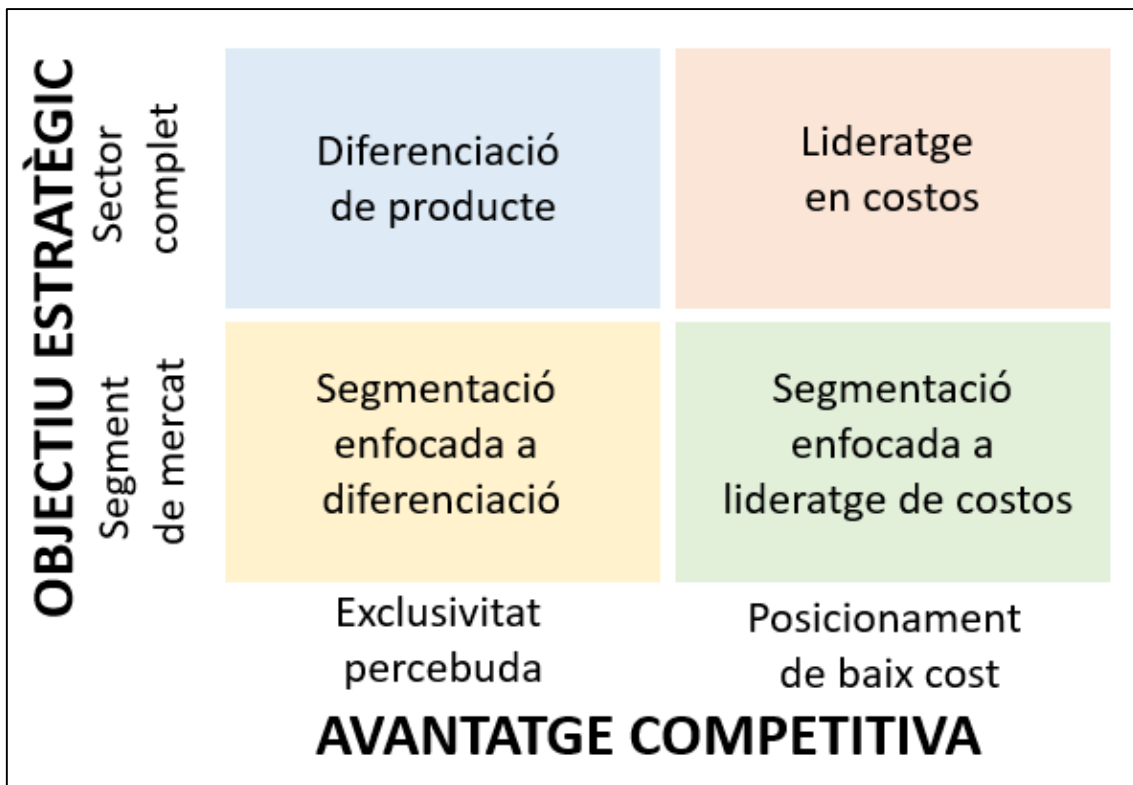 OBJECTIU ESTRATÈGIC
Sector
complet
Diferenciació
de producte
Lideratge
en costos
Segment
de mercat
Segmentació
enfocada a
diferenciació
Segmentació
enfocada a
lideratge de costos
Exclusivitat
percebuda
Posicionament
de baix cost
AVANTATGE COMPETITIVA